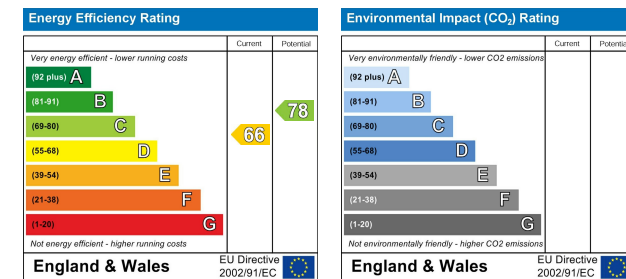 Energy Efficiency Rating
Current Potential
Very energy efficient - lower running costs
(92 plus) A
(81-91) B
(69-80) C
(55-68) D
(39-54) E
(21-38) F
(1-20) G
66
78
Not energy efficient - higher running costs
England & Wales
EU Directive
2002/91/EC
Environmental Impact (CO₂) Rating
Current Potential
Very environmentally friendly - lower CO2 emissions
(92 plus) A
(81-91) B
(69-80) C
(55-68) D
(39-54) E
(21-38) F
(1-20) G
Not environmentally friendly - higher CO2 emissions
England & Wales
EU Directive
2002/91/EC